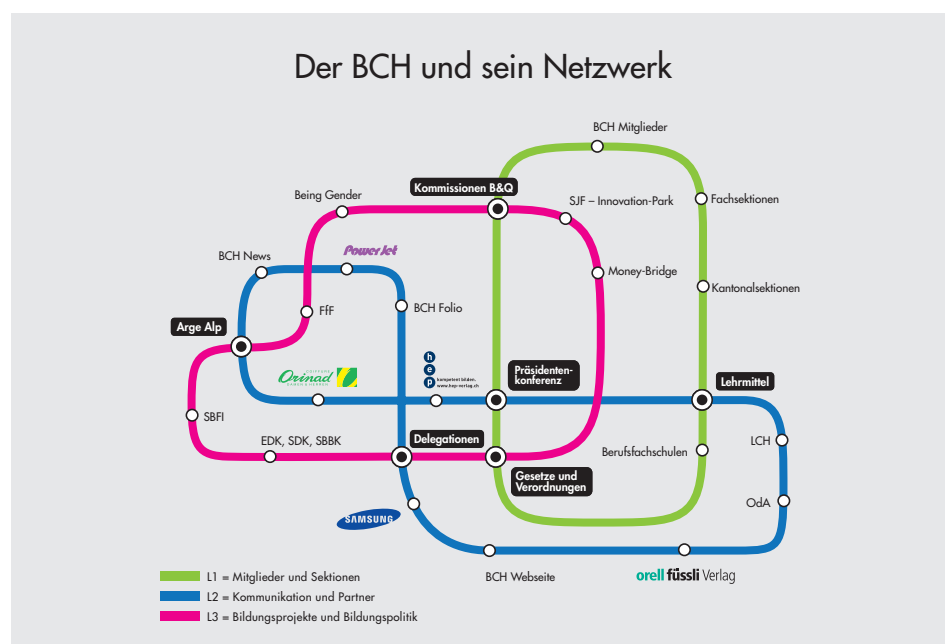 Der BCH und sein Netzwerk
BCH Mitglieder
Kommissionen B&Q
Being Gender
SJF – Innovation-Park
Fachsektionen
PowerJet
BCH News
Money-Bridge
Kantonalsektionen
FfF
BCH Folio
Arge Alp
h
e
p
kompetent bilden.
www.hep-verlag.ch
COIFFURE
Orinad
DAMEN & HERREN
Präsidenten-
konferenz
Lehrmittel
SBFI
EDK, SDK, SBBK
Delegationen
LCH
Berufsfachschulen
Gesetze und
Verordnungen
OdA
SAMSUNG
BCH Webseite
orell füssli Verlag
L1 = Mitglieder und Sektionen
L2 = Kommunikation und Partner
L3 = Bildungsprojekte und Bildungspolitik